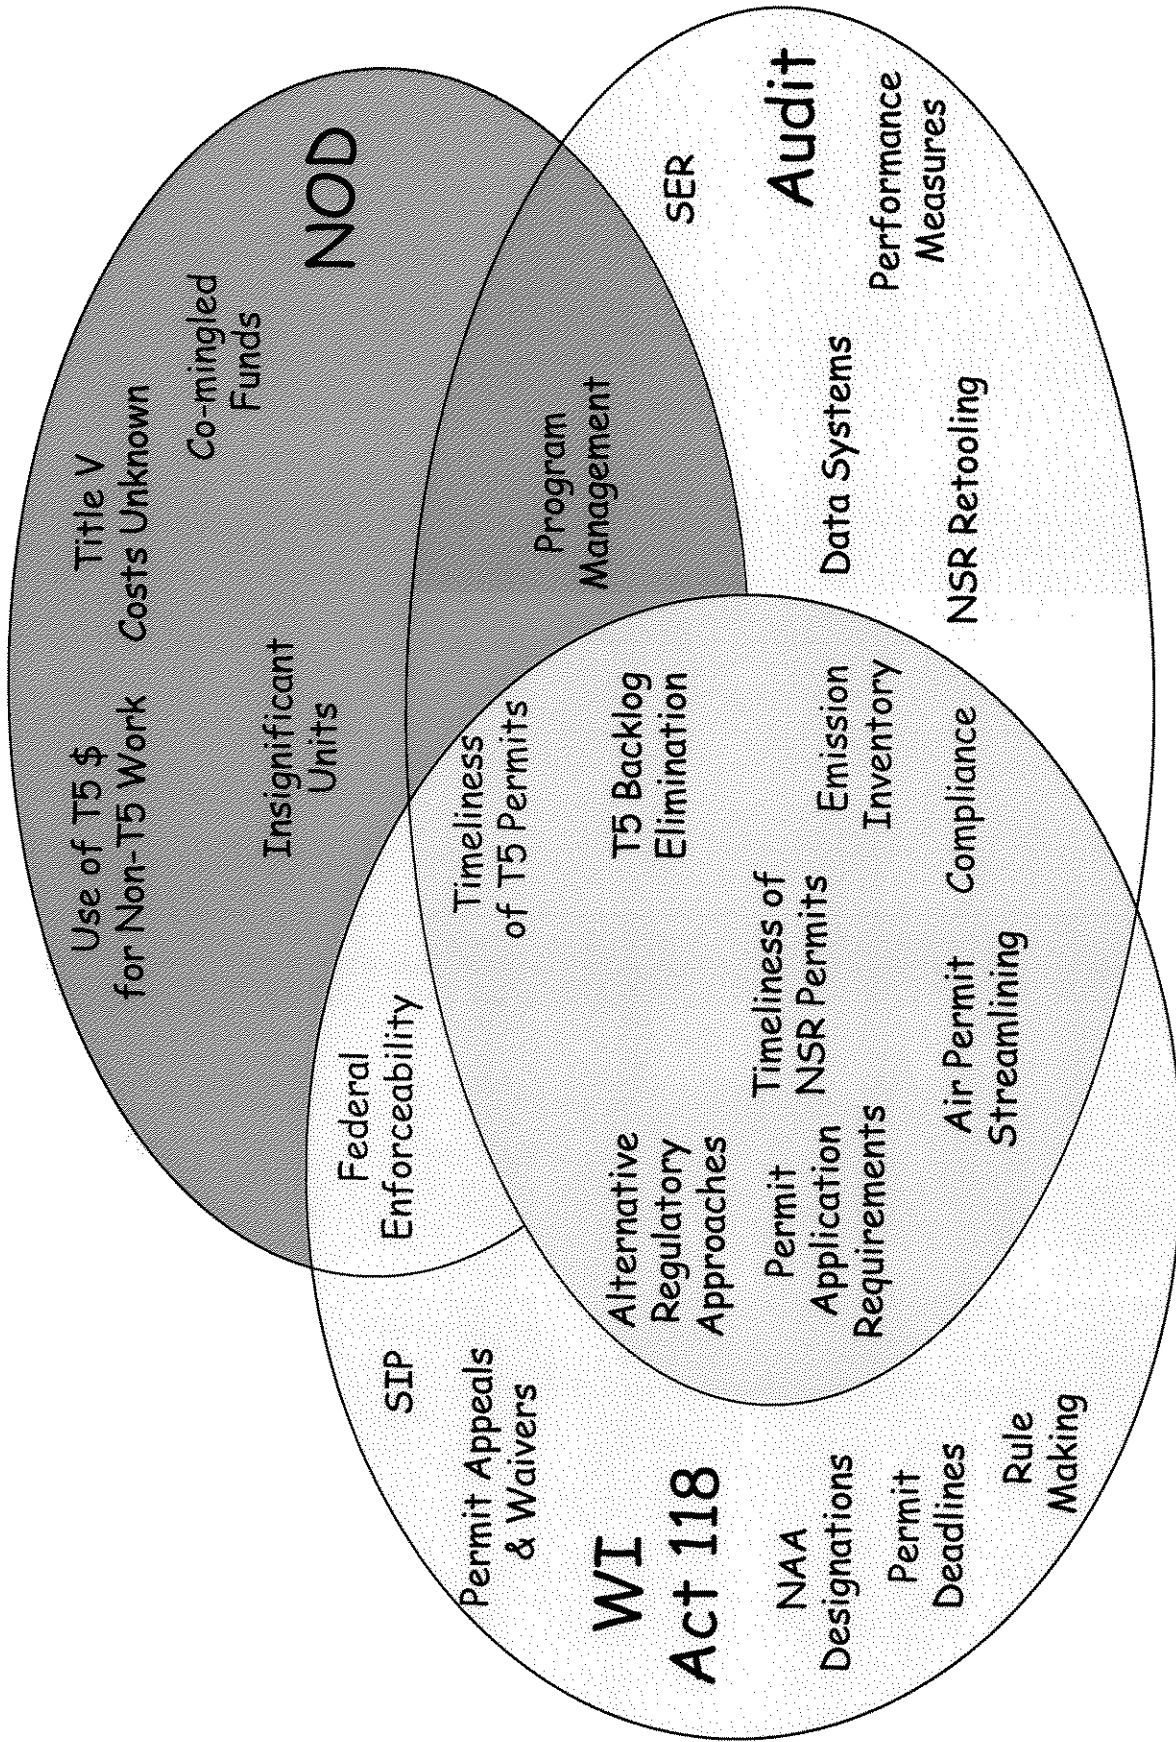 Use of T5 $
for Non-T5 Work
Title V
Costs Unknown
Co-mingled
Funds
Insignificant
Units
NOD
Federal
Enforceability
Timeliness
of T5 Permits
Program
Management
SIP
Permit Appeals
& Waivers
WI
Act 118
NAA
Designations
Permit
Deadlines
Rule
Making
Alternative
Regulatory
Approaches
T5 Backlog
Elimination
Permit
Application
Requirements
Timeliness of
NSR Permits
Emission
Inventory
Air Permit
Streamlining
Compliance
SER
Audit
Data Systems
Performance
Measures
NSR Retooling